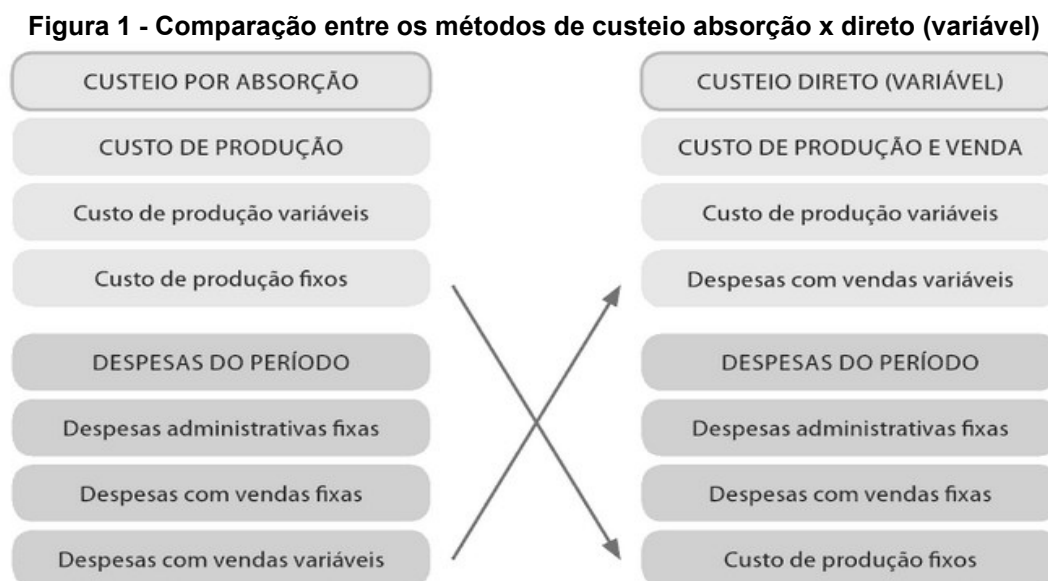 Figura 1 - Comparação entre os métodos de custeio absorção x direto (variável)
CUSTEIO POR ABSORÇÃO
CUSTO DE PRODUÇÃO
Custo de produção variáveis
Custo de produção fixos
DESPESAS DO PERÍODO
Despesas administrativas fixas
Despesas com vendas fixas
Despesas com vendas variáveis
CUSTEIO DIRETO (VARIÁVEL)
CUSTO DE PRODUÇÃO E VENDA
Custo de produção variáveis
Despesas com vendas variáveis
DESPESAS DO PERÍODO
Despesas administrativas fixas
Despesas com vendas fixas
Custo de produção fixos